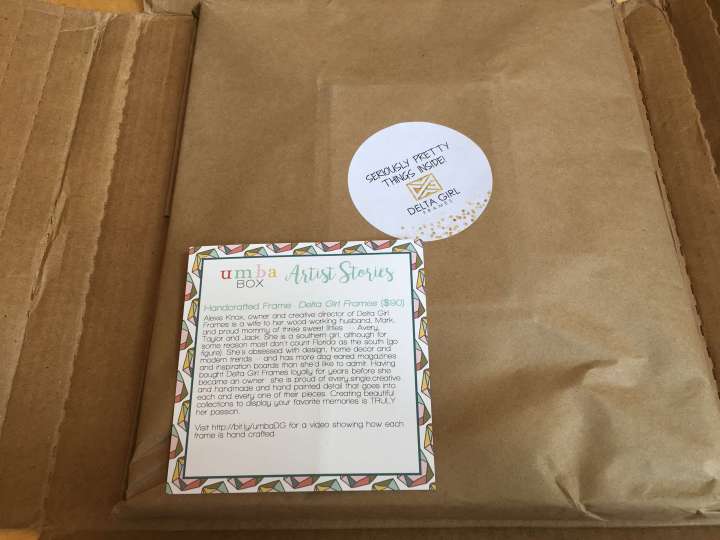 SERIOUSLY PRETTY
THINGS INSIDE!
DELTA GIRL
FRAMES
umba Artist Stories
BOX
Handcrafted Frame - Delta Girl Frames ($90)
Alexis Knox, owner and creative director of Delta Girl
Frames is a wife to her wood-working husband, Mark,
and proud mommy of three sweet littles - Avery,
Taylor and Jack. She is a southern girl, although for
some reason most don't count Florida as the south (go
figure). She's obsessed with design, home decor and
modern trends - and has more dog eared magazines
and inspiration boards than she'd like to admit. Having
bought Delta Girl Frames loyally for years before she
became an owner - she is proud of every single creative
and handmade and hand painted detail that goes into
each and every one of their pieces. Creating beautiful
collections to display your favorite memories is TRULY
her passion.
Visit http://bit.ly/umbaDG for a video showing how each
frame is hand crafted.